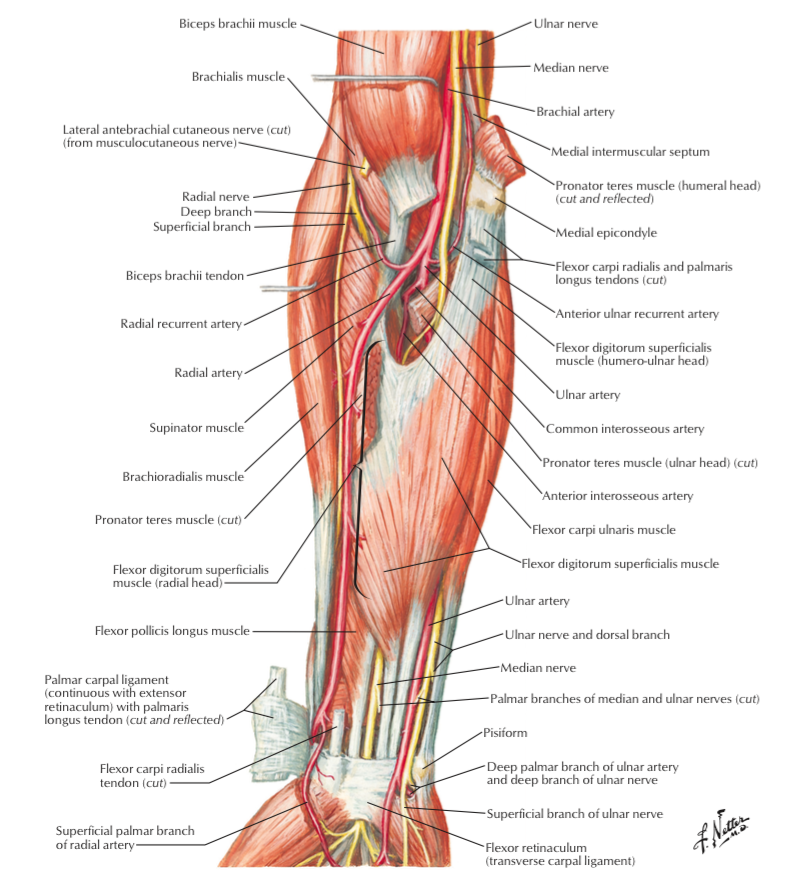 Biceps brachii muscle
Brachialis muscle
Lateral antebrachial cutaneous nerve (cut)
(from musculocutaneous nerve)
Radial nerve
Deep branch
Superficial branch
Biceps brachii tendon
Radial recurrent artery
Radial artery
Supinator muscle
Brachioradialis muscle
Pronator teres muscle (cut)
Flexor digitorum superficialis
muscle (radial head)
Flexor pollicis longus muscle
Palmar carpal ligament
(continuous with extensor
retinaculum) with palmaris
longus tendon (cut and reflected)
Flexor carpi radialis
tendon (cut)
Superficial palmar branch
of radial artery
Ulnar nerve
Median nerve
Brachial artery
Medial intermuscular septum
Pronator teres muscle (humeral head)
(cut and reflected)
Medial epicondyle
Flexor carpi radialis and palmaris
longus tendons (cut)
Anterior ulnar recurrent artery
Flexor digitorum superficialis
muscle (humero-ulnar head)
Ulnar artery
Common interosseous artery
Pronator teres muscle (ulnar head) (cut)
Anterior interosseous artery
Flexor carpi ulnaris muscle
Flexor digitorum superficialis muscle
Ulnar artery
Ulnar nerve and dorsal branch
Median nerve
Palmar branches of median and ulnar nerves (cut)
Pisiform
Deep palmar branch of ulnar artery
and deep branch of ulnar nerve
Superficial branch of ulnar nerve
Flexor retinaculum
(transverse carpal ligament)
F. Netter
M.D.